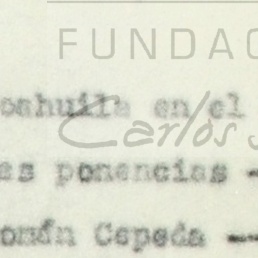 FUNDAC
oahuila en el
Carlos S
as ponencias -
omán Cepeda --